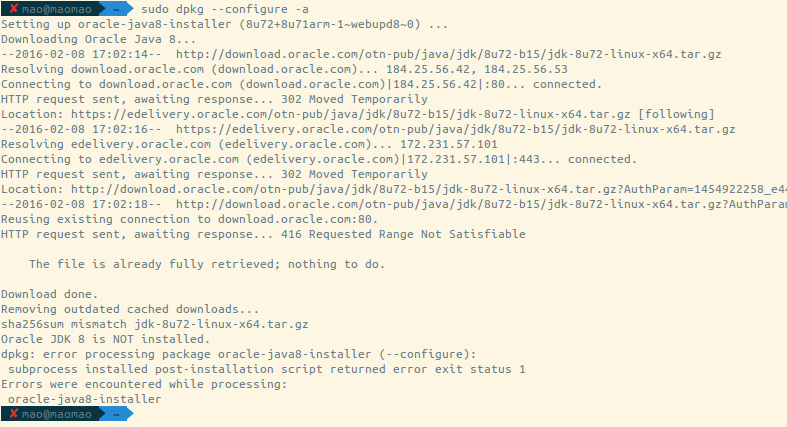 ✘ mao@maomao ~ sudo dpkg --configure -a
Setting up oracle-java8-installer (8u72+8u71arm-1~webupd8~0) ...
Downloading Oracle Java 8...
--2016-02-08 17:02:14--  http://download.oracle.com/otn-pub/java/jdk/8u72-b15/jdk-8u72-linux-x64.tar.gz
Resolving download.oracle.com (download.oracle.com)... 184.25.56.42, 184.25.56.53
Connecting to download.oracle.com (download.oracle.com)|184.25.56.42|:80... connected.
HTTP request sent, awaiting response... 302 Moved Temporarily
Location: https://edelivery.oracle.com/otn-pub/java/jdk/8u72-b15/jdk-8u72-linux-x64.tar.gz [following]
--2016-02-08 17:02:16--  https://edelivery.oracle.com/otn-pub/java/jdk/8u72-b15/jdk-8u72-linux-x64.tar.gz
Resolving edelivery.oracle.com (edelivery.oracle.com)... 172.231.57.101
Connecting to edelivery.oracle.com (edelivery.oracle.com)|172.231.57.101|:443... connected.
HTTP request sent, awaiting response... 302 Moved Temporarily
Location: http://download.oracle.com/otn-pub/java/jdk/8u72-b15/jdk-8u72-linux-x64.tar.gz?AuthParam=1454922258_e4
--2016-02-08 17:02:18--  http://download.oracle.com/otn-pub/java/jdk/8u72-b15/jdk-8u72-linux-x64.tar.gz?AuthPara
Reusing existing connection to download.oracle.com:80.
HTTP request sent, awaiting response... 416 Requested Range Not Satisfiable
    The file is already fully retrieved; nothing to do.
Download done.
Removing outdated cached downloads...
sha256sum mismatch jdk-8u72-linux-x64.tar.gz
Oracle JDK 8 is NOT installed.
dpkg: error processing package oracle-java8-installer (--configure):
 subprocess installed post-installation script returned error exit status 1
Errors were encountered while processing:
 oracle-java8-installer
✘ mao@maomao ~